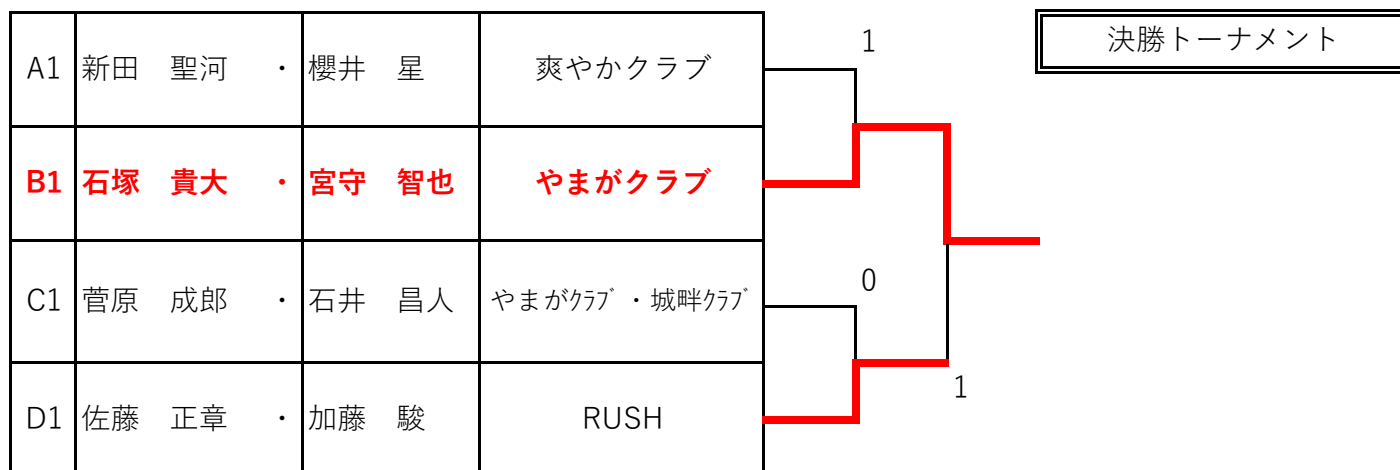 決勝トーナメント
A1 新田　聖河　・ 櫻井　星 爽やかクラブ 1
B1 石塚　貴大　・ 宮守　智也 やまがクラブ
C1 菅原　成郎　・ 石井　昌人 やまがｸﾗﾌﾞ・城畔ｸﾗﾌﾞ 0
D1 佐藤　正章　・ 加藤　駿 RUSH 1